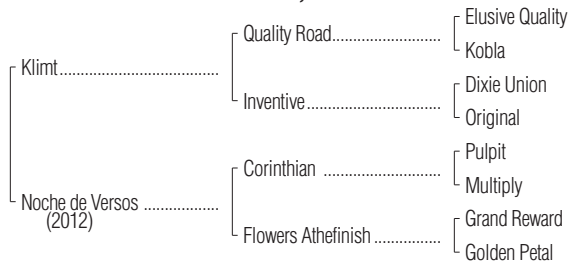 Elusive Quality
Quality Road
Kobla
Klimt
Dixie Union
Inventive
Original
Pulpit
Corinthian
Multiply
Noche de Versos
(2012)
Grand Reward
Flowers Athefinish
Golden Petal